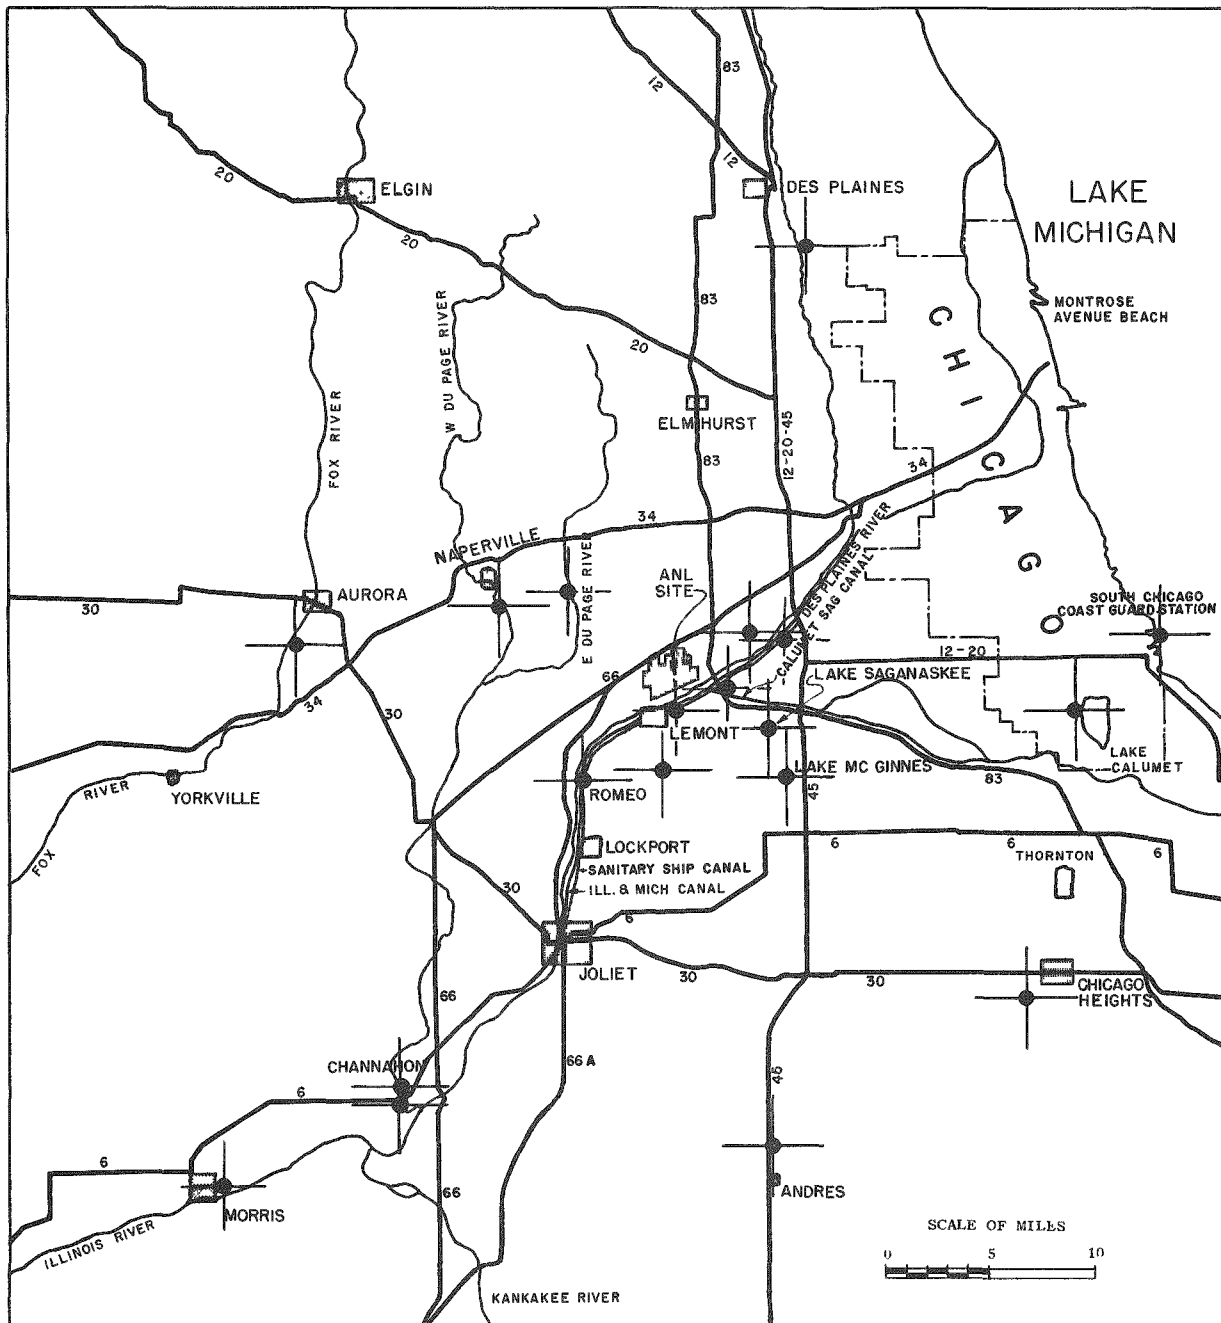 83
12
12
20
ELGIN
DES PLAINES
LAKE
MICHIGAN
20
W DU PAGE RIVER
83
MONTROSE
AVENUE BEACH
CHICAGO
20
FOX RIVER
ELMHURST
83
12-20-45
34
34
NAPERVILLE
DES PLAINES RIVER
CALUMET SAG CANAL
E DU PAGE RIVER
ANL
SITE
30
AURORA
SOUTH CHICAGO
COAST GUARD STATION
12-20
66
LAKE SAGANASKEE
34
30
LEMONT
LAKE
CALUMET
LAKE MC GINNES
83
45
RIVER
YORKVILLE
ROMEO
FOX
LOCKPORT
6
6
6
THORNTON
SANITARY SHIP CANAL
ILL. & MICH CANAL
30
6
JOLIET
30
30
CHICAGO
HEIGHTS
66
CHANNAHON
66 A
45
6
6
66
ANDRES
MORRIS
ILLINOIS RIVER
SCALE OF MILES
0 5 10
KANKAKEE RIVER